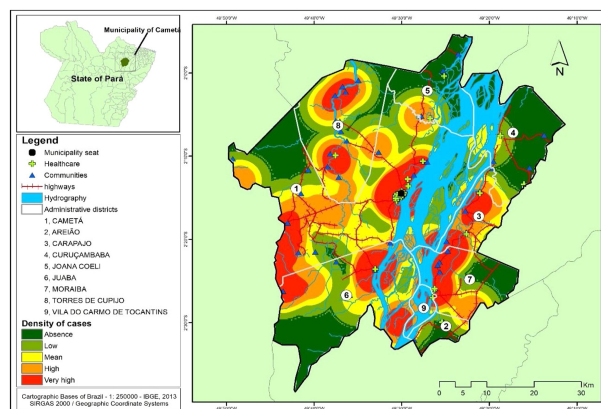 Municipality of Cametá
State of Pará
Legend
Municipality seat
Healthcare
Communities
highways
Hydrography
Administrative districts
1, CAMETÁ
2, AREIÃO
3, CARAPAJO
4, CURUÇAMBABA
5, JOANA COELI
6, JUABA
7, MORAIBA
8, TORRES DE CUPIJO
9, VILA DO CARMO DE TOCANTINS
Density of cases
Absence
Low
Mean
High
Very high
Cartographic Bases of Brazil - 1: 250000 - IBGE, 2013
SIRGAS 2000 / Geographic Coordinate Systems
N
5
8
4
1
3
7
6
9
2
0 5 10 20 30
KM